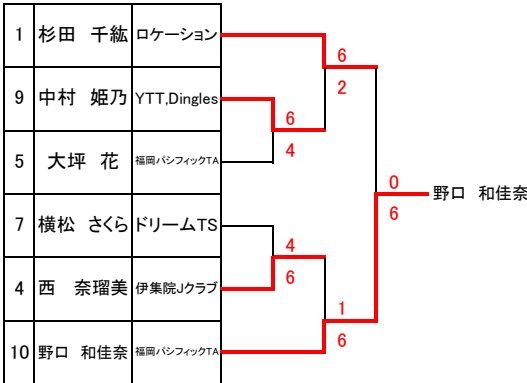 1 杉田 千紘 ロケーション
6
2
9 中村 姫乃 YTT,Dingles
6
4
5 大坪 花 福岡パシフィックTA
0
6
野口 和佳奈
7 横松 さくら ドリームTS
4
6
4 西 奈瑠美 伊集院Jクラブ
1
6
10 野口 和佳奈 福岡パシフィックTA